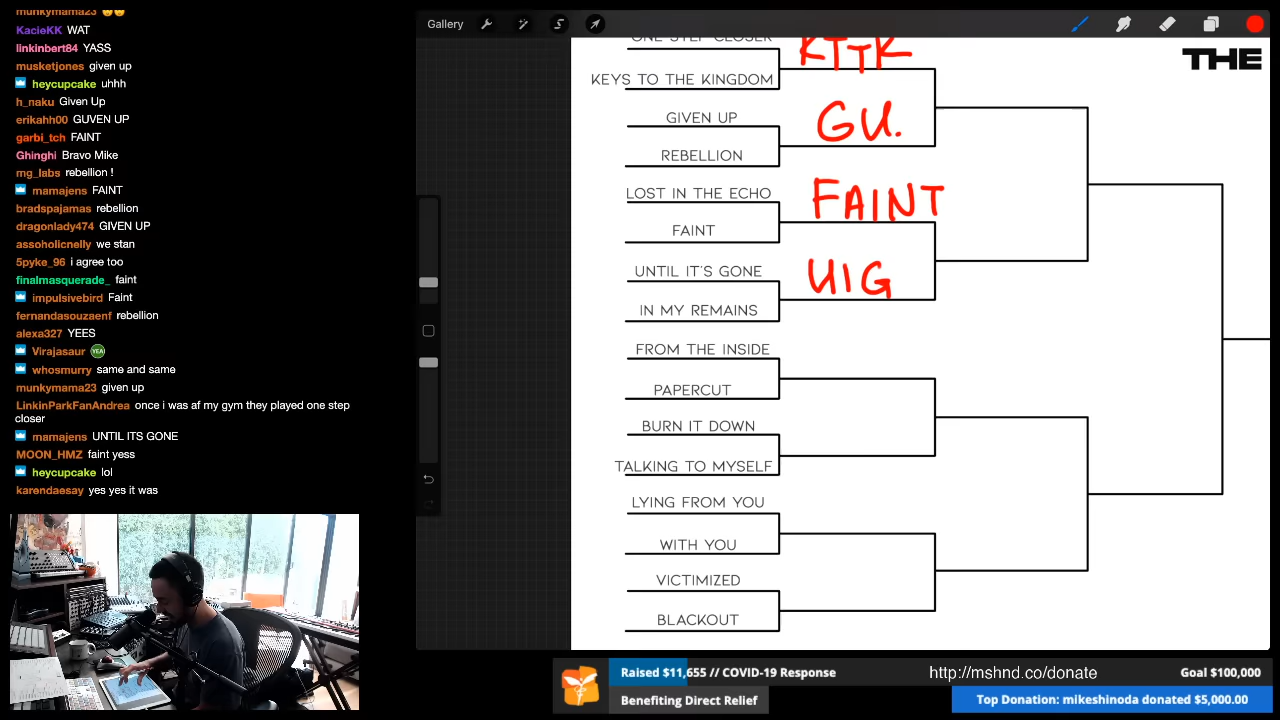 munkymama23
KacieKK WAT
linkinbert84 YASS
musketjones given up
heycupcake uhhh
h_naku Given Up
erikahh00 GUVEN UP
garbi_tch FAINT
Ghinghi Bravo Mike
rng_labs rebellion !
mamajens FAINT
bradspajamas rebellion
dragonlady474 GIVEN UP
assoholicnelly we stan
5pyke_96 i agree too
finalmasquerade_ faint
impulsivebird Faint
fernandasouzaenf rebellion
alexa327 YEES
Virajasaur YEA
whosmurry same and same
munkymama23 given up
LinkinParkFanAndrea once i was af my gym they played one step
closer
mamajens UNTIL ITS GONE
MOON_HMZ faint yess
heycupcake lol
karendaesay yes yes it was
Gallery
THE
ONE STEP CLOSER
KTTK
KEYS TO THE KINGDOM
GIVEN UP
GU.
REBELLION
LOST IN THE ECHO
FAINT
FAINT
UNTIL IT'S GONE
UIG
IN MY REMAINS
FROM THE INSIDE
PAPERCUT
BURN IT DOWN
TALKING TO MYSELF
LYING FROM YOU
WITH YOU
VICTIMIZED
BLACKOUT
Raised $11,655 // COVID-19 Response
http://mshnd.co/donate
Goal $100,000
Benefiting Direct Relief
Top Donation: mikeshinoda donated $5,000.00